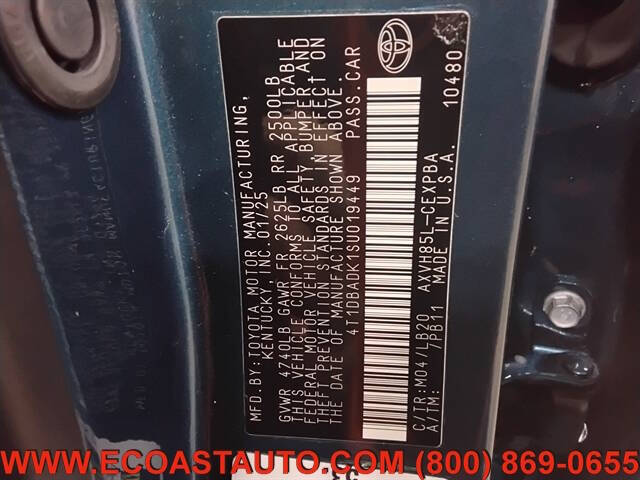 MFD.BY:TOYOTA MOTOR MANUFACTURING,
KENTUCKY, INC. 01/25
GVWR 4740LB GAWR FR 2625LB RR 2500LB
THIS VEHICLE CONFORMS TO ALL APPLICABLE
FEDERAL MOTOR VEHICLE SAFETY, BUMPER AND
THEFT PREVENTION STANDARDS IN EFFECT ON
THE DATE OF MANUFACTURE SHOWN ABOVE.
4T1DBADK1SU019449 PASS.CAR
C/TR:M04/LB20 AXVH85L-CEXPBA
A/TM: /PB11 MADE IN U.S.A.
10480
WWW.ECOASTAUTO.COM (800) 869-0655